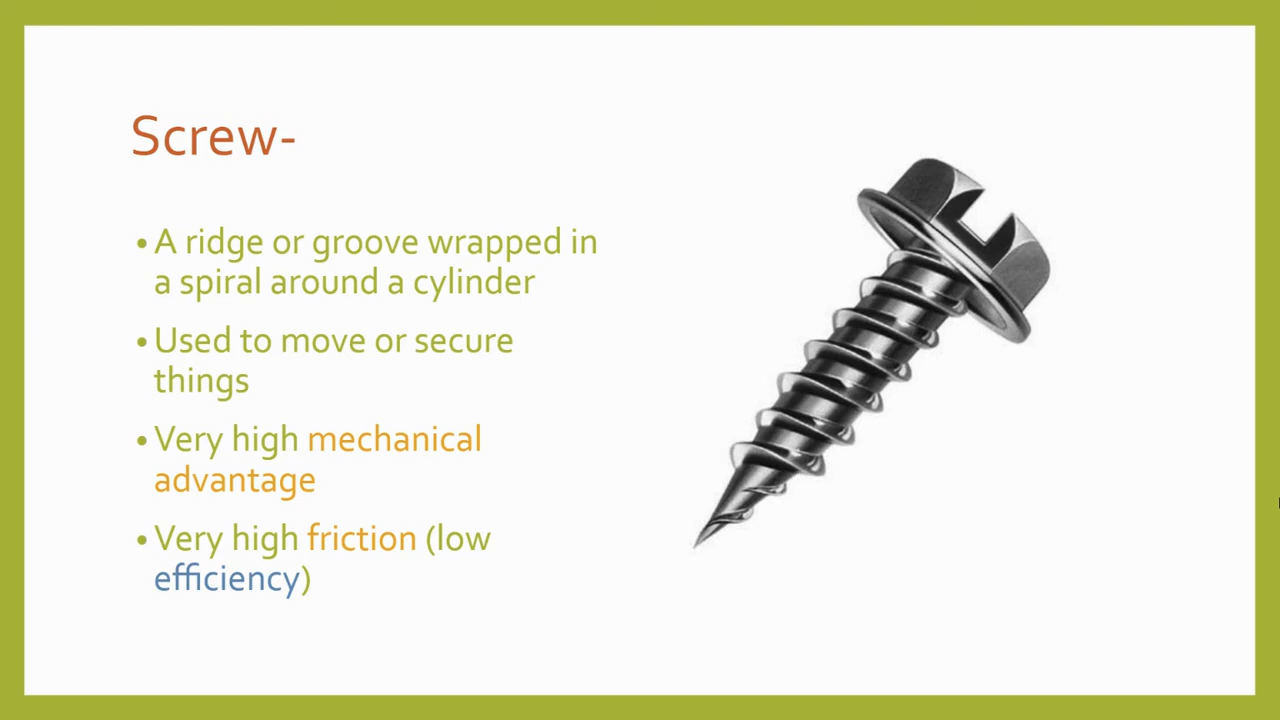 Screw-
• A ridge or groove wrapped in
a spiral around a cylinder
• Used to move or secure
things
• Very high mechanical
advantage
• Very high friction (low
efficiency)